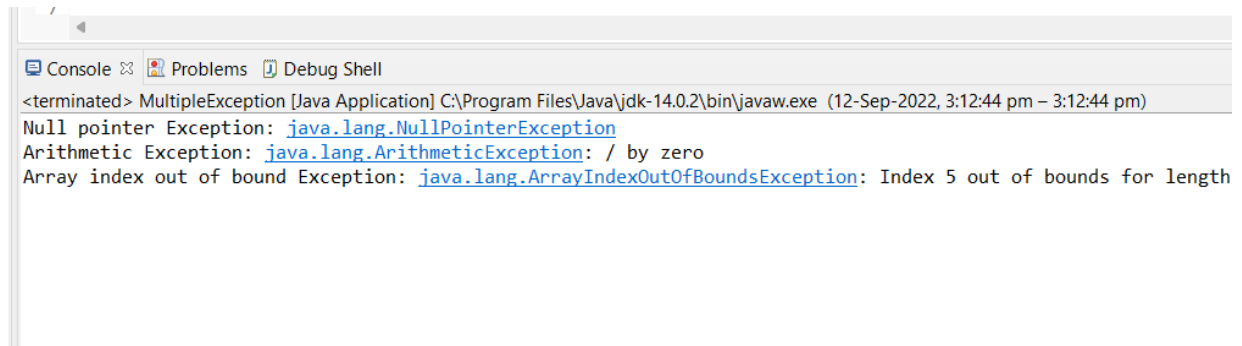 Console Problems Debug Shell
<terminated> MultipleException [Java Application] C:\Program Files\Java\jdk-14.0.2\bin\javaw.exe (12-Sep-2022, 3:12:44 pm – 3:12:44 pm)
Null pointer Exception: java.lang.NullPointerException
Arithmetic Exception: java.lang.ArithmeticException: / by zero
Array index out of bound Exception: java.lang.ArrayIndexOutOfBoundsException: Index 5 out of bounds for length